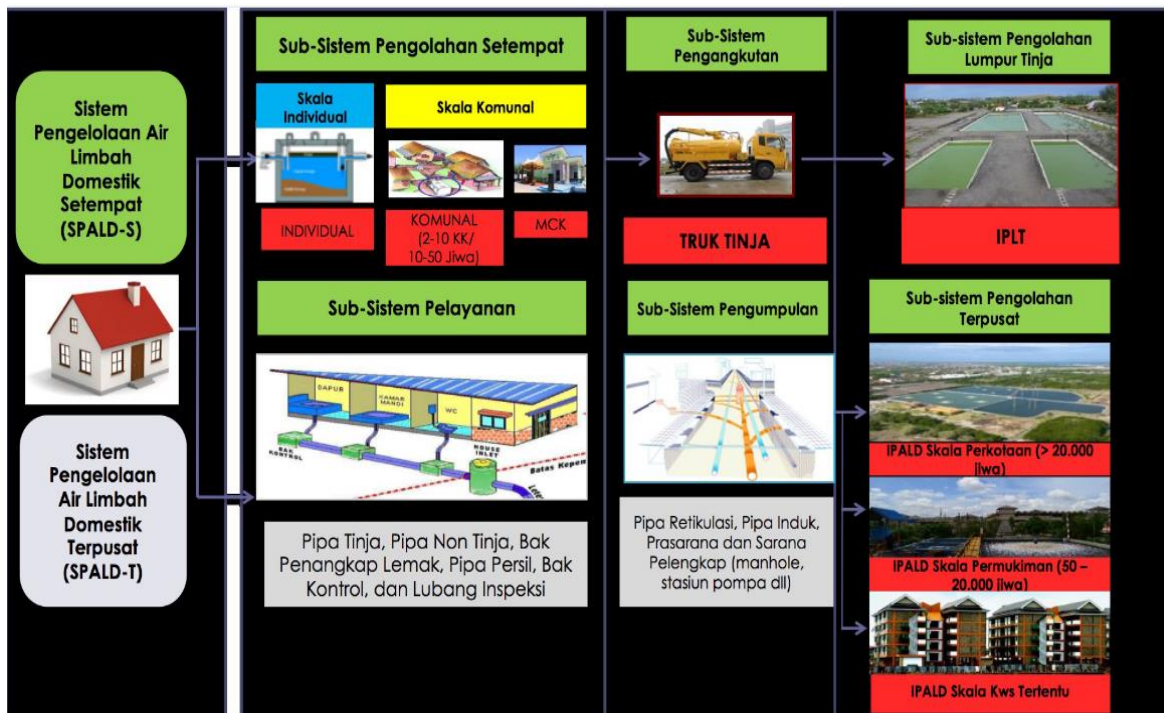 Sistem
Pengelolaan Air
Limbah
Domestik
Setempat
(SPALD-S)
Sistem
Pengelolaan
Air Limbah
Domestik
Terpusat
(SPALD-T)
Sub-Sistem Pengolahan Setempat
Skala
Individual
Skala Komunal
INDIVIDUAL
KOMUNAL
(2-10 KK/
10-50 Jiwa)
MCK
Sub-Sistem
Pengangkutan
TRUK TINJA
Sub-sistem Pengolahan
Lumpur Tinja
IPLT
Sub-Sistem Pelayanan
DAPUR
KAMAR
MANDI
WC
BAK
KONTROL
HOUSE
INLET
Batas Kepen
Pipa Tinja, Pipa Non Tinja, Bak
Penangkap Lemak, Pipa Persil, Bak
Kontrol, dan Lubang Inspeksi
Sub-Sistem Pengumpulan
Pipa Retikulasi, Pipa Induk,
Prasarana dan Sarana
Pelengkap (manhole,
stasiun pompa dll)
Sub-sistem Pengolahan
Terpusat
IPALD Skala Perkotaan (> 20.000
jiwa)
IPALD Skala Permukiman (50 –
20.000 jiwa)
IPALD Skala Kws Tertentu